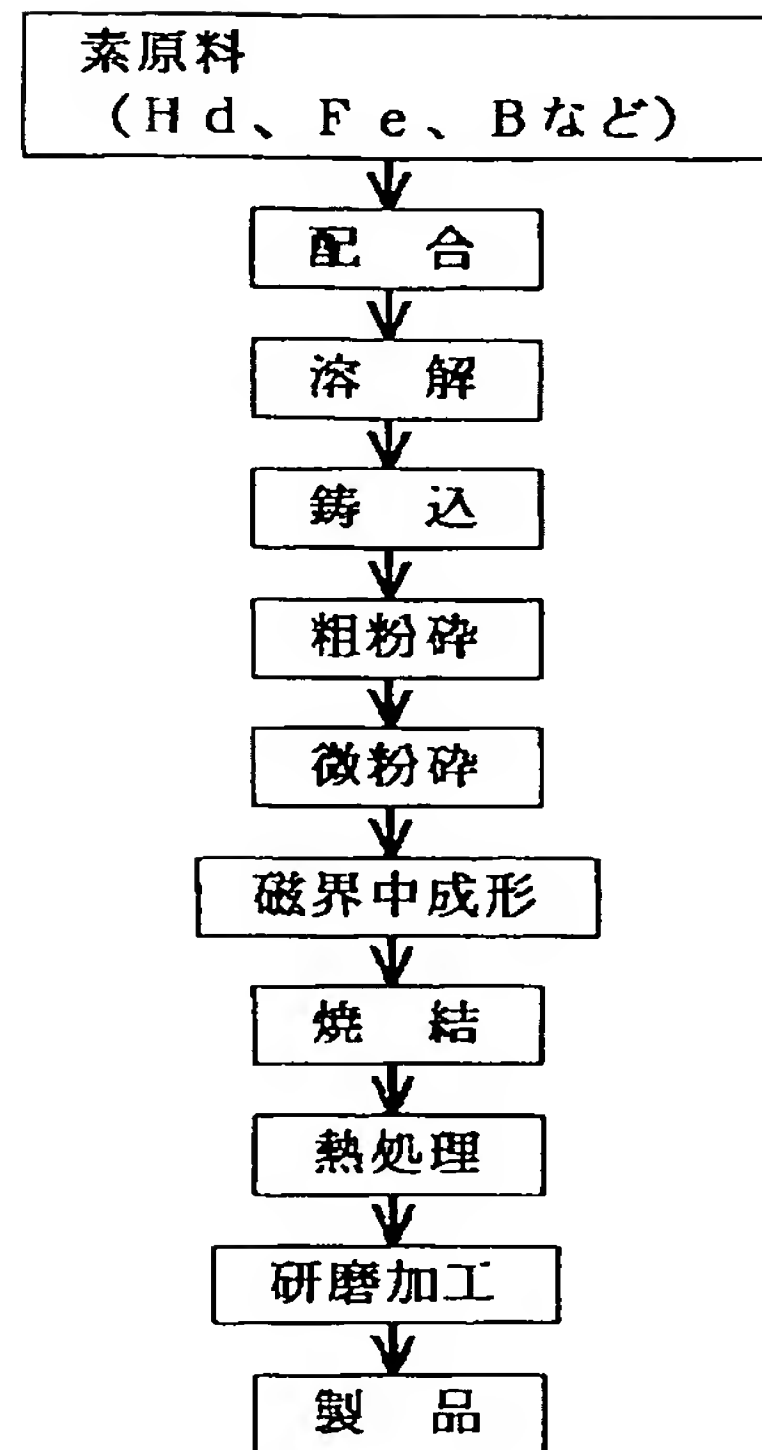 素原料
（Hd、Fe、Bなど）
配　合
溶　解
鋳　込
粗粉砕
微粉砕
磁界中成形
焼　結
熱処理
研磨加工
製　品